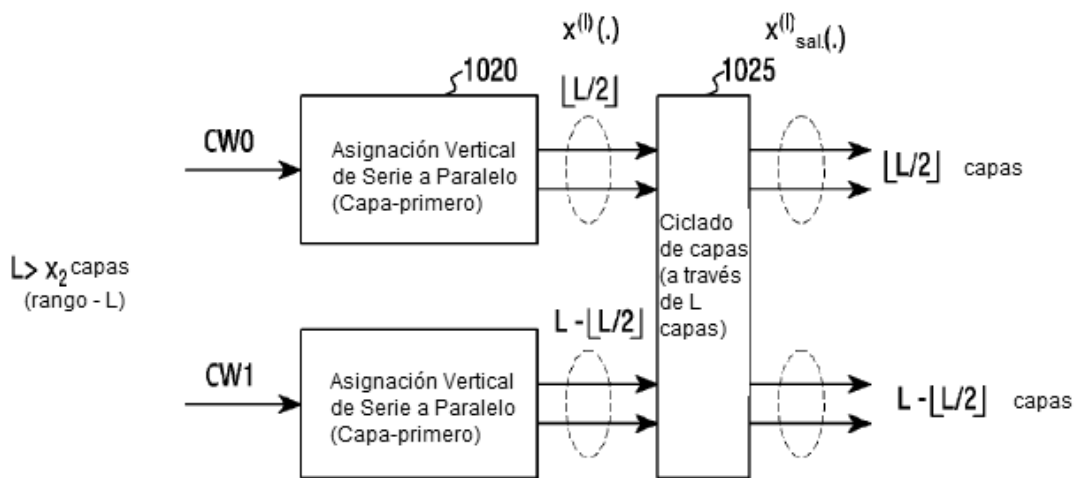 x^(l)(.)
x^(l)_sal.(.)
1020
1025
⌊L/2⌋
CW0
Asignación Vertical
de Serie a Paralelo
(Capa-primero)
⌊L/2⌋ capas
Ciclado
de capas
(a través
de L
capas)
L> x₂ capas
(rango - L)
L -⌊L/2⌋
CW1
Asignación Vertical
de Serie a Paralelo
(Capa-primero)
L -⌊L/2⌋ capas